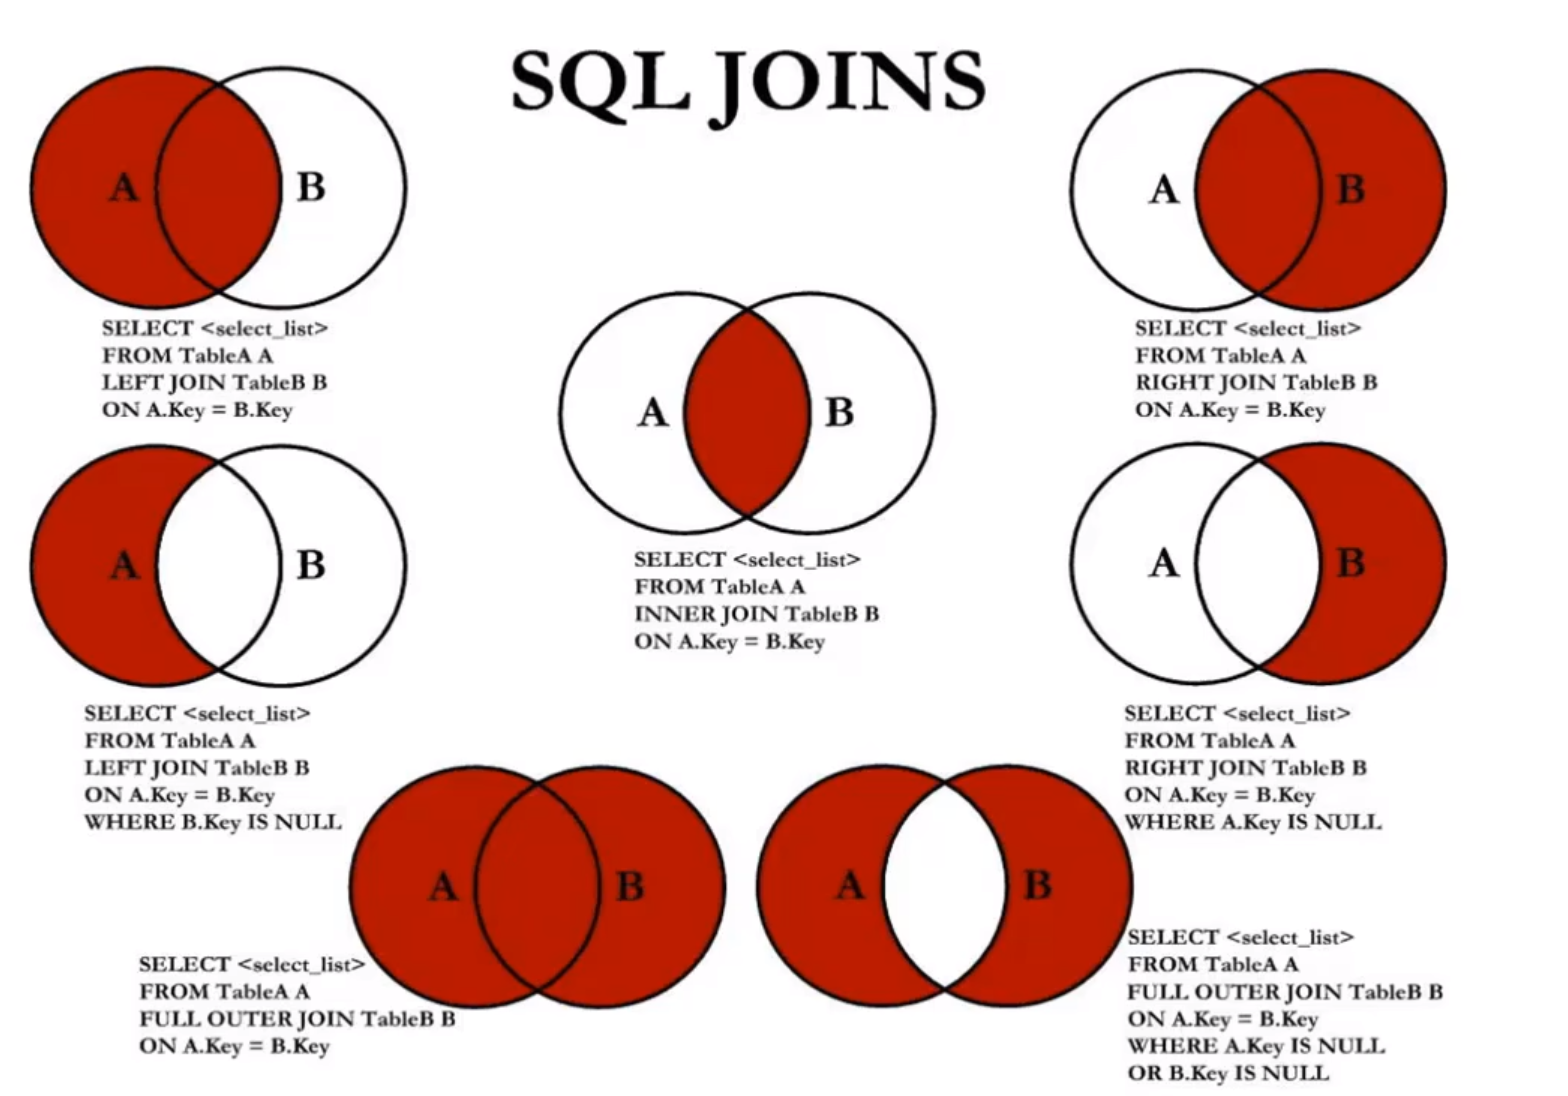 SQL JOINS
A
B
SELECT <select_list>
FROM TableA A
LEFT JOIN TableB B
ON A.Key = B.Key
A
B
SELECT <select_list>
FROM TableA A
RIGHT JOIN TableB B
ON A.Key = B.Key
A
B
SELECT <select_list>
FROM TableA A
INNER JOIN TableB B
ON A.Key = B.Key
A
B
SELECT <select_list>
FROM TableA A
LEFT JOIN TableB B
ON A.Key = B.Key
WHERE B.Key IS NULL
A
B
SELECT <select_list>
FROM TableA A
RIGHT JOIN TableB B
ON A.Key = B.Key
WHERE A.Key IS NULL
A
B
SELECT <select_list>
FROM TableA A
FULL OUTER JOIN TableB B
ON A.Key = B.Key
A
B
SELECT <select_list>
FROM TableA A
FULL OUTER JOIN TableB B
ON A.Key = B.Key
WHERE A.Key IS NULL
OR B.Key IS NULL